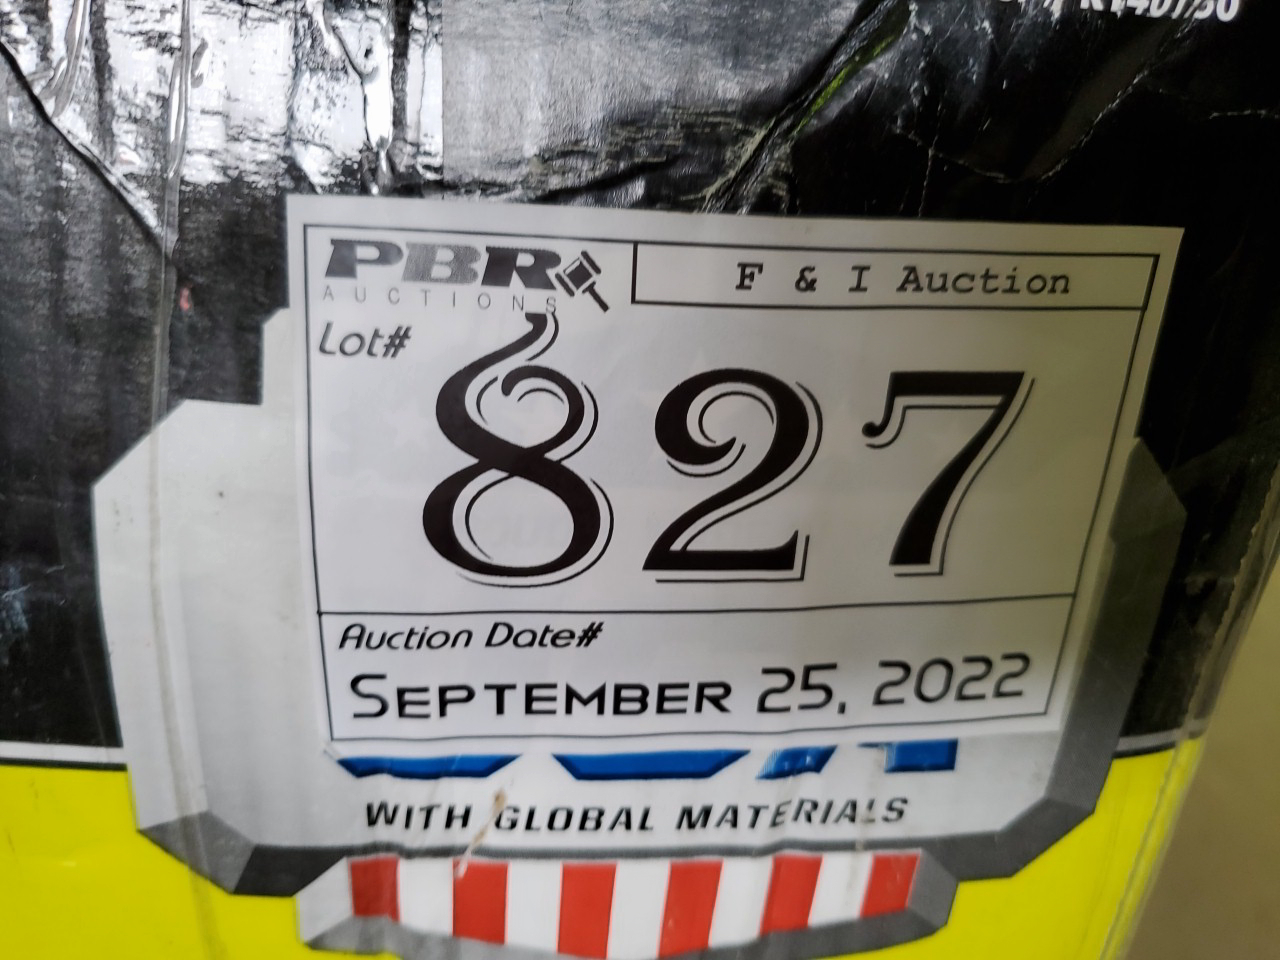 PBR
AUCTIONS
F & I Auction
Lot#
827
Auction Date#
SEPTEMBER 25, 2022
WITH GLOBAL MATERIALS